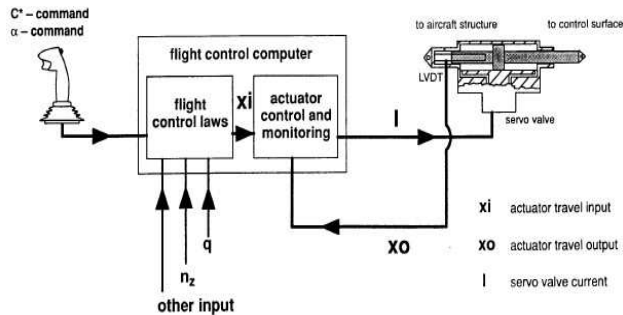 C* – command
α – command
to aircraft structure
to control surface
flight control computer
LVDT
flight
control laws
xi
actuator
control and
monitoring
I
servo valve
q
nz
other input
xo
xi actuator travel input
xo actuator travel output
I servo valve current